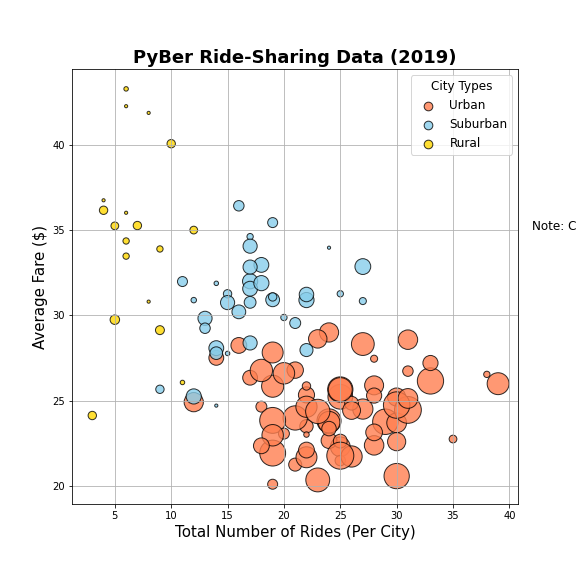 PyBer Ride-Sharing Data (2019)
City Types
Urban
Suburban
Rural
Note: C
Average Fare ($)
40
35
30
25
20
5 10 15 20 25 30 35 40
Total Number of Rides (Per City)